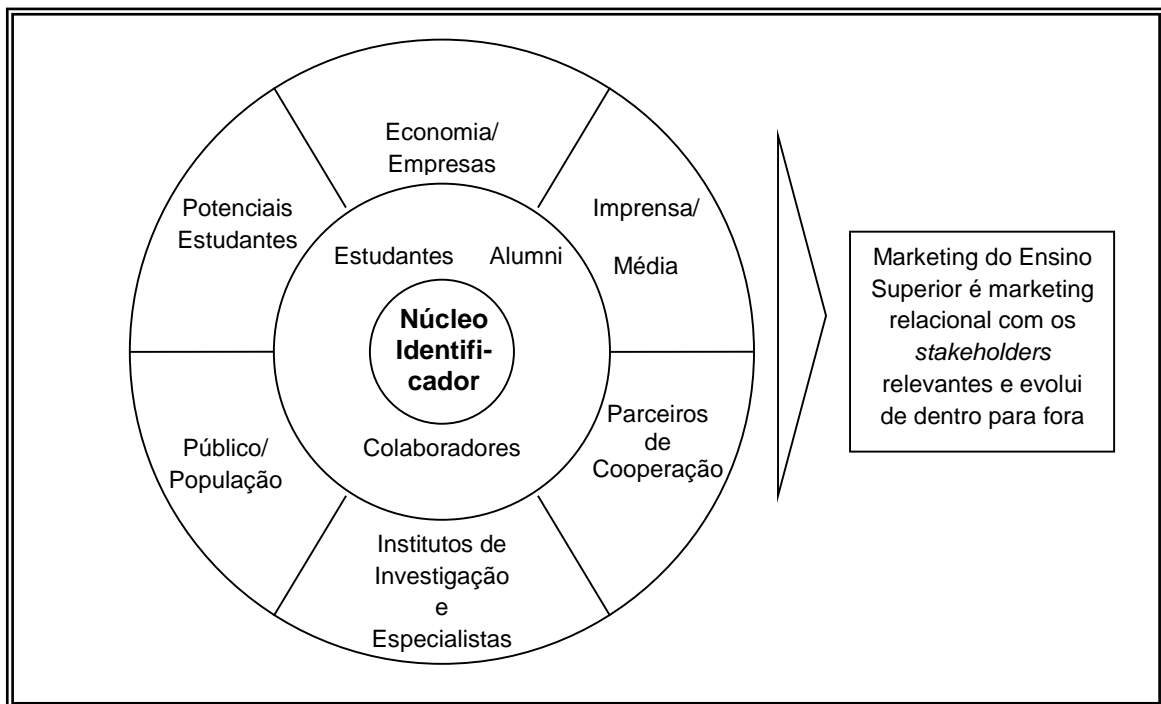 Economia/
Empresas
Potenciais
Estudantes
Imprensa/
Média
Estudantes
Alumni
Núcleo
Identifi-
cador
Colaboradores
Público/
População
Parceiros
de
Cooperação
Institutos de
Investigação
e
Especialistas
Marketing do Ensino
Superior é marketing
relacional com os
stakeholders
relevantes e evolui
de dentro para fora